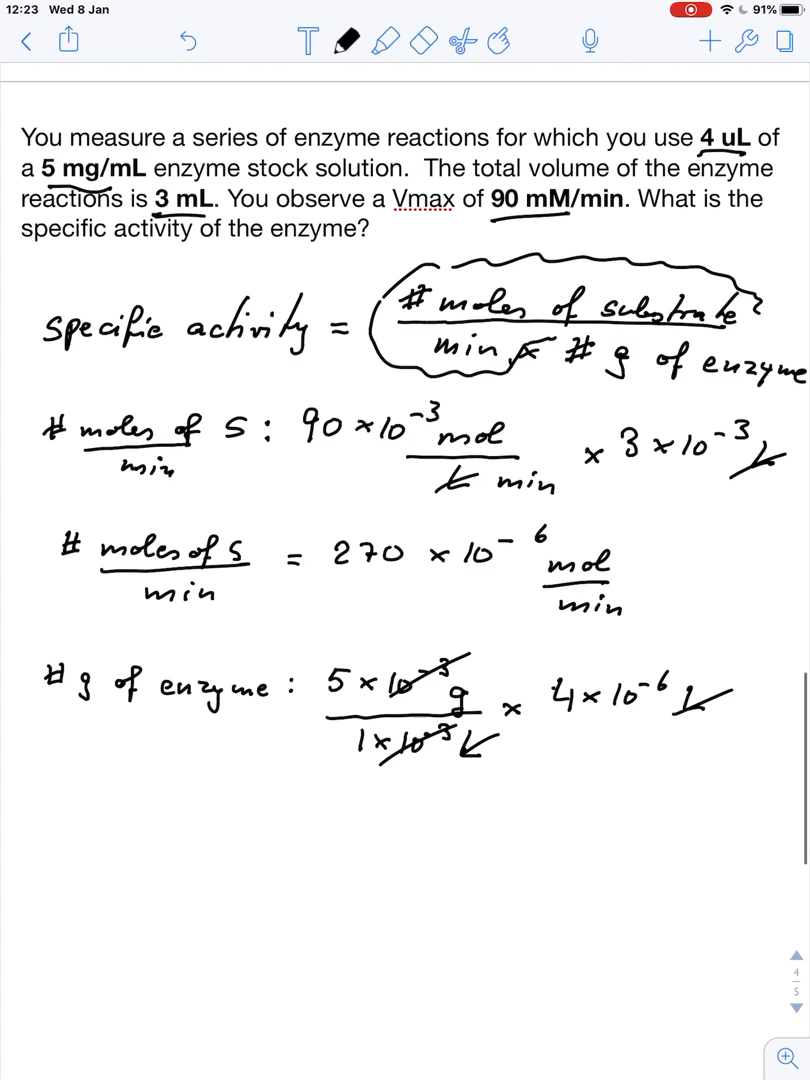 12:23 Wed 8 Jan 91%
T
You measure a series of enzyme reactions for which you use 4 uL of
a 5 mg/mL enzyme stock solution. The total volume of the enzyme
reactions is 3 mL. You observe a Vmax of 90 mM/min. What is the
specific activity of the enzyme?
specific activity = ( # moles of substrate
min × # g of enzyme
# moles of S : 90 × 10⁻³ mol × 3 × 10⁻³ L
min L min
# moles of S = 270 × 10⁻⁶ mol
min min
# g of enzyme : 5 × 10⁻³ g × 4 × 10⁻⁶ L
1 × 10⁻³ L
4
5